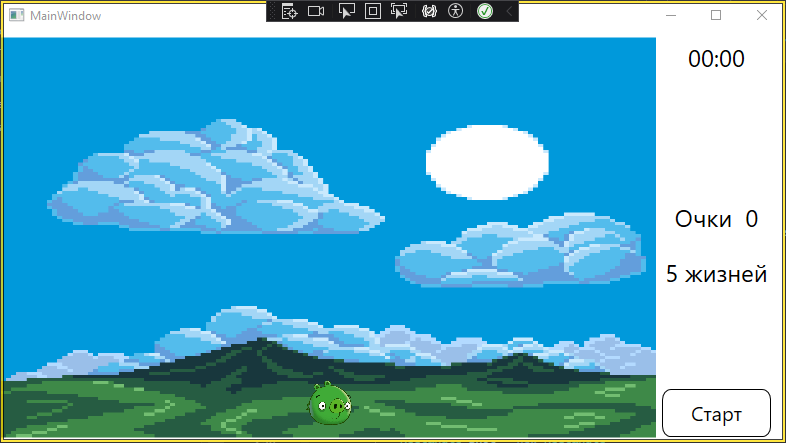 MainWindow
00:00
Очки 0
5 жизней
Старт